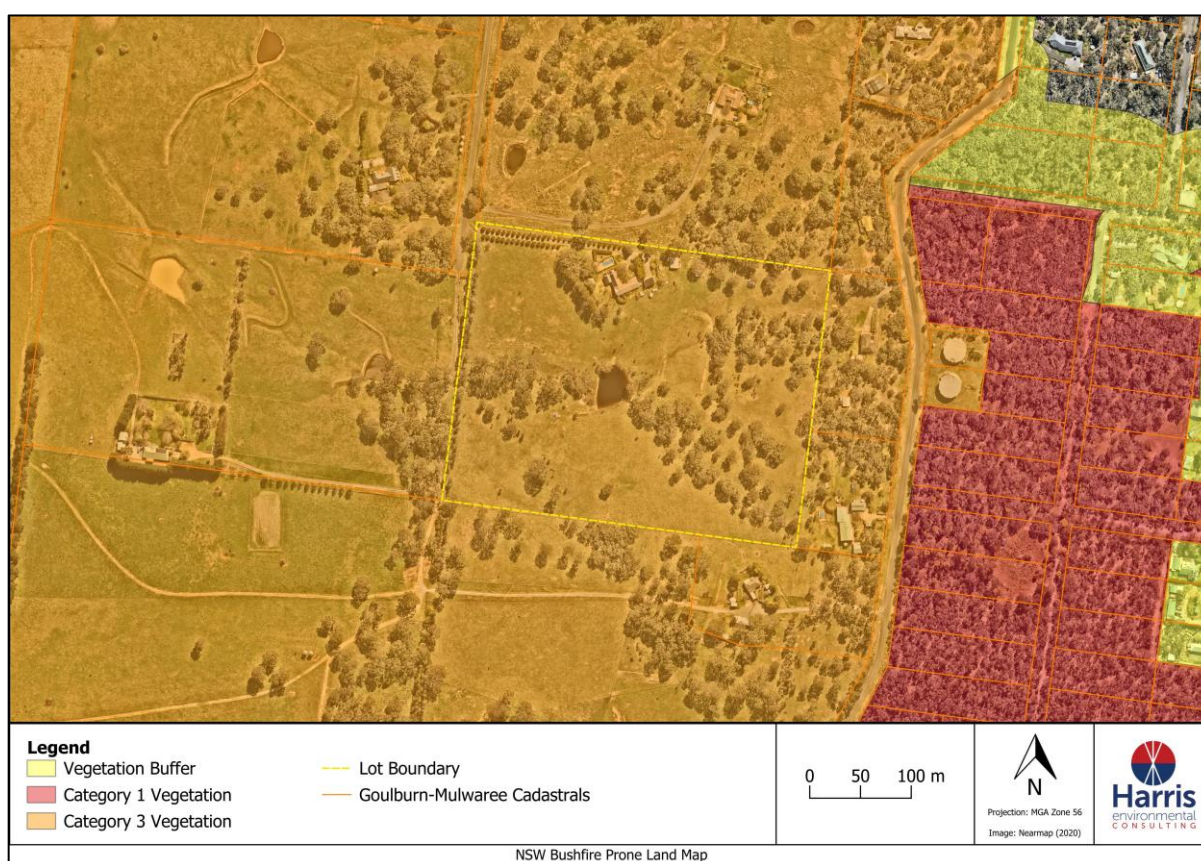 Legend
Vegetation Buffer
Category 1 Vegetation
Category 3 Vegetation
Lot Boundary
Goulburn-Mulwaree Cadastrals
0 50 100 m
N
Projection: MGA Zone 56
Image: Nearmap (2020)
Harris
environmental
CONSULTING
NSW Bushfire Prone Land Map